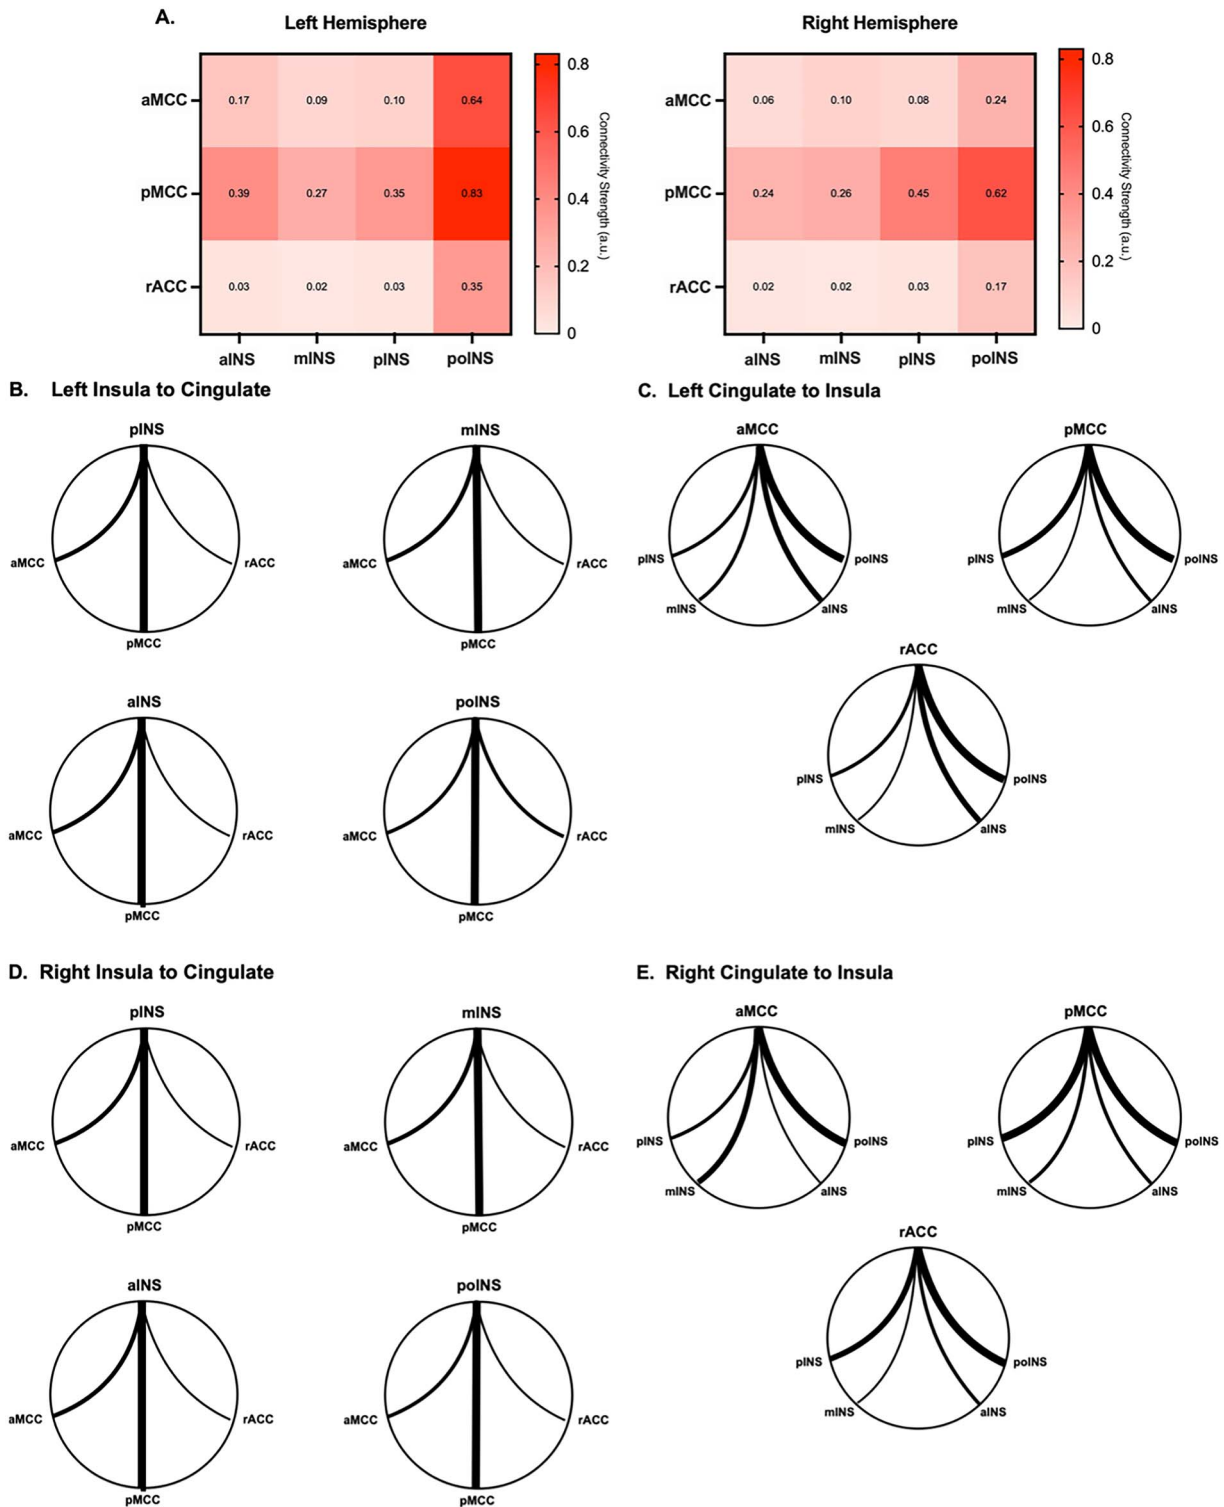 A.
Left Hemisphere
aMCC 0.17 0.09 0.10 0.64
pMCC 0.39 0.27 0.35 0.83
rACC 0.03 0.02 0.03 0.35
aINS mINS pINS poINS
0.8
0.6
0.4
0.2
0
Connectivity Strength (a.u.)
Right Hemisphere
aMCC 0.06 0.10 0.08 0.24
pMCC 0.24 0.26 0.45 0.62
rACC 0.02 0.02 0.03 0.17
aINS mINS pINS poINS
0.8
0.6
0.4
0.2
0
Connectivity Strength (a.u.)
B. Left Insula to Cingulate
pINS
aMCC
rACC
pMCC
mINS
aMCC
rACC
pMCC
aINS
aMCC
rACC
pMCC
poINS
aMCC
rACC
pMCC
C. Left Cingulate to Insula
aMCC
pINS
poINS
mINS
aINS
pMCC
pINS
poINS
mINS
aINS
rACC
pINS
poINS
mINS
aINS
D. Right Insula to Cingulate
pINS
aMCC
rACC
pMCC
mINS
aMCC
rACC
pMCC
aINS
aMCC
rACC
pMCC
poINS
aMCC
rACC
pMCC
E. Right Cingulate to Insula
aMCC
pINS
poINS
mINS
aINS
pMCC
pINS
poINS
mINS
aINS
rACC
pINS
poINS
mINS
aINS